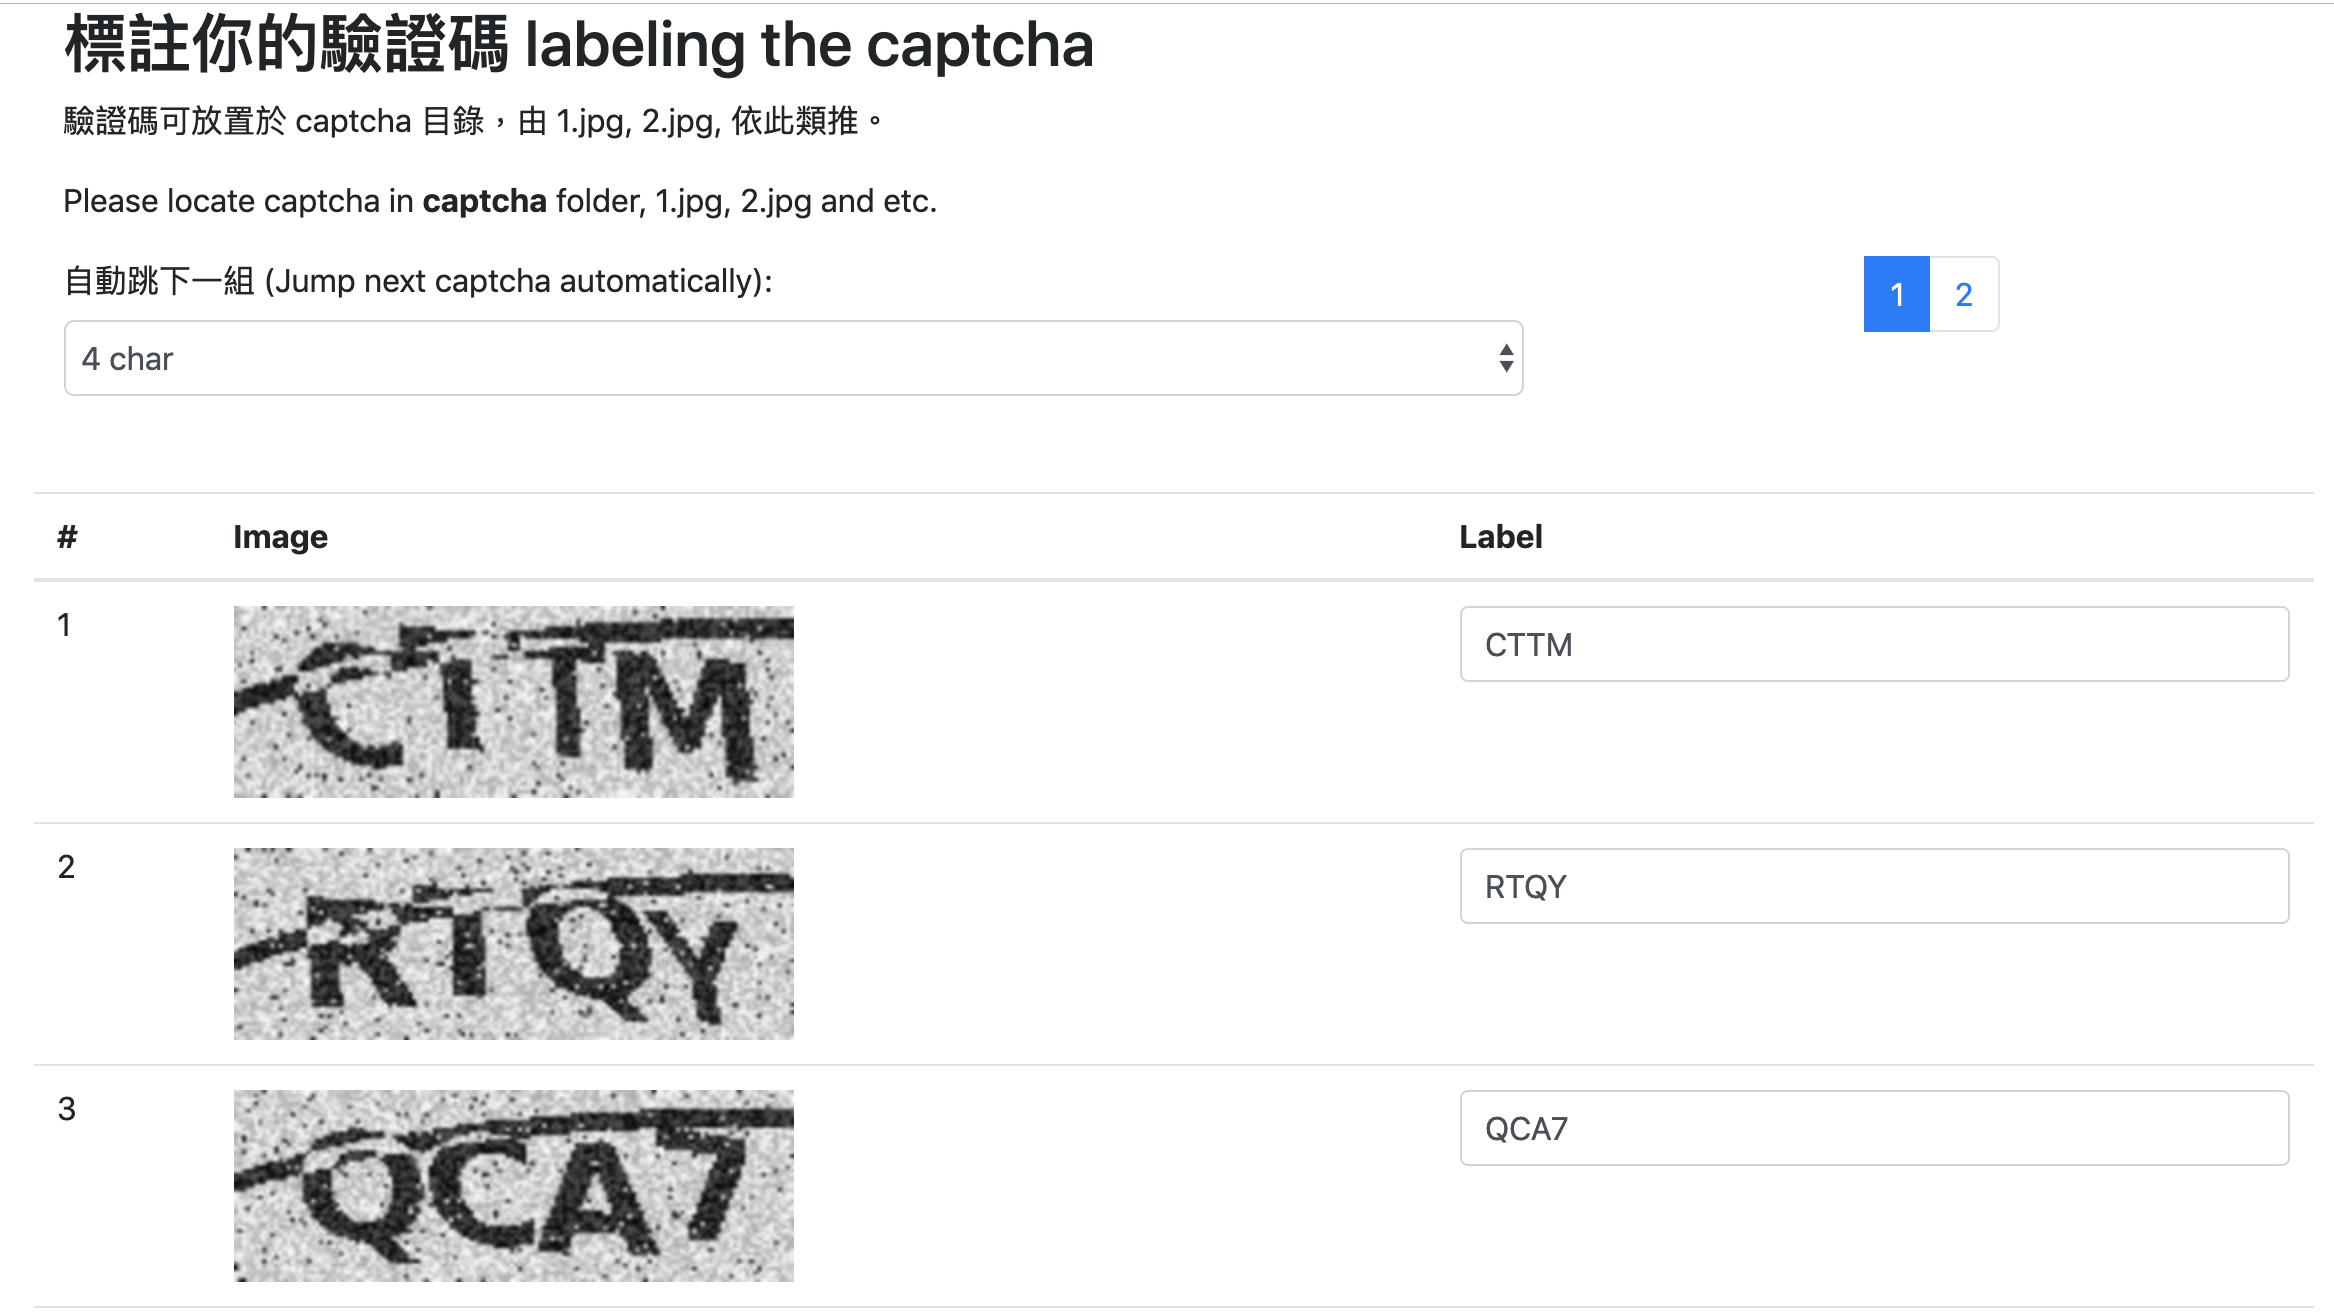 標註你的驗證碼 labeling the captcha
驗證碼可放置於 captcha 目錄，由 1.jpg, 2.jpg, 依此類推。
Please locate captcha in captcha folder, 1.jpg, 2.jpg and etc.
自動跳下一組 (Jump next captcha automatically):
4 char
1 2
# Image Label
1 CTTM CTTM
2 RTQY RTQY
3 QCA7 QCA7